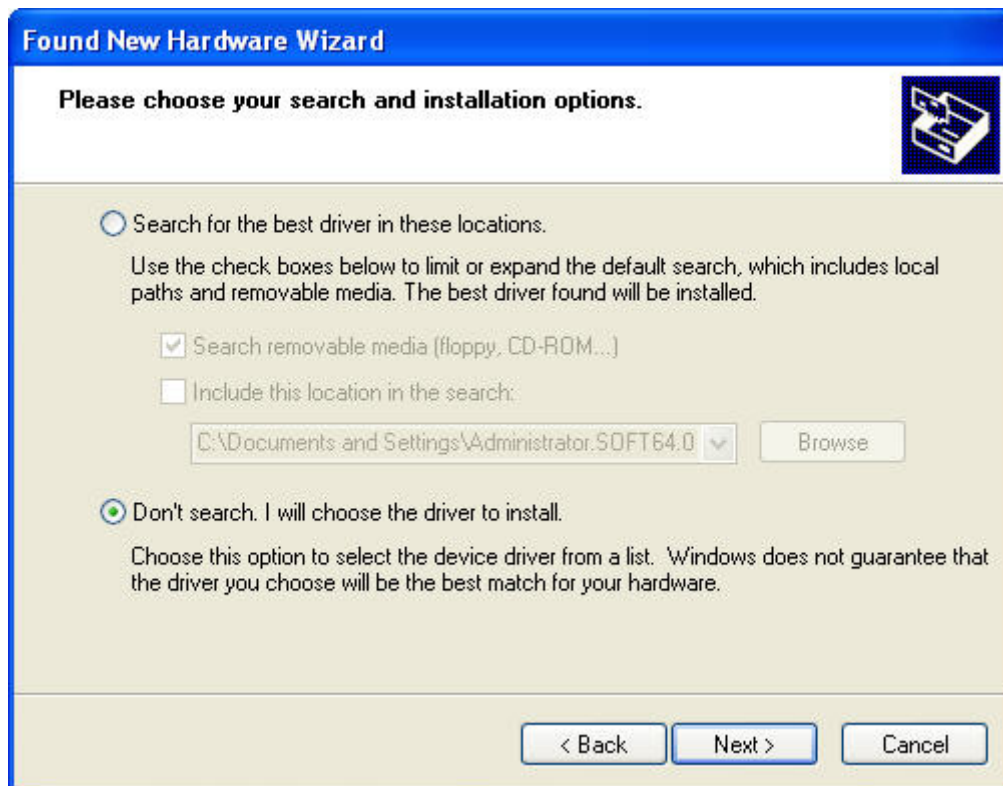 Found New Hardware Wizard
Please choose your search and installation options.
Search for the best driver in these locations.
Use the check boxes below to limit or expand the default search, which includes local
paths and removable media. The best driver found will be installed.
Search removable media (floppy, CD-ROM...)
Include this location in the search:
C:\Documents and Settings\Administrator.SOFT64.0
Browse
Don't search. I will choose the driver to install.
Choose this option to select the device driver from a list.  Windows does not guarantee that
the driver you choose will be the best match for your hardware.
< Back
Next >
Cancel